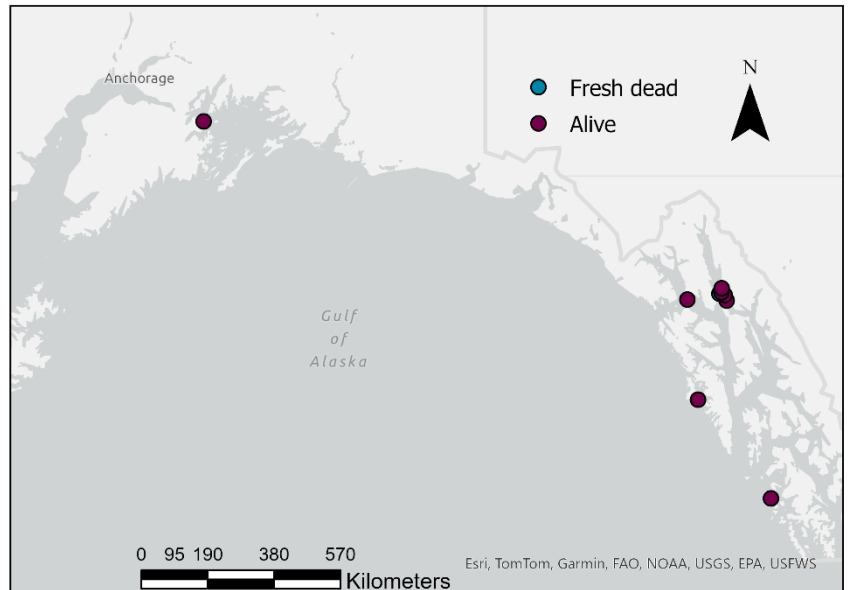 Anchorage
N
Fresh dead
Alive
Gulf
of
Alaska
0 95 190 380 570
Kilometers
Esri, TomTom, Garmin, FAO, NOAA, USGS, EPA, USFWS